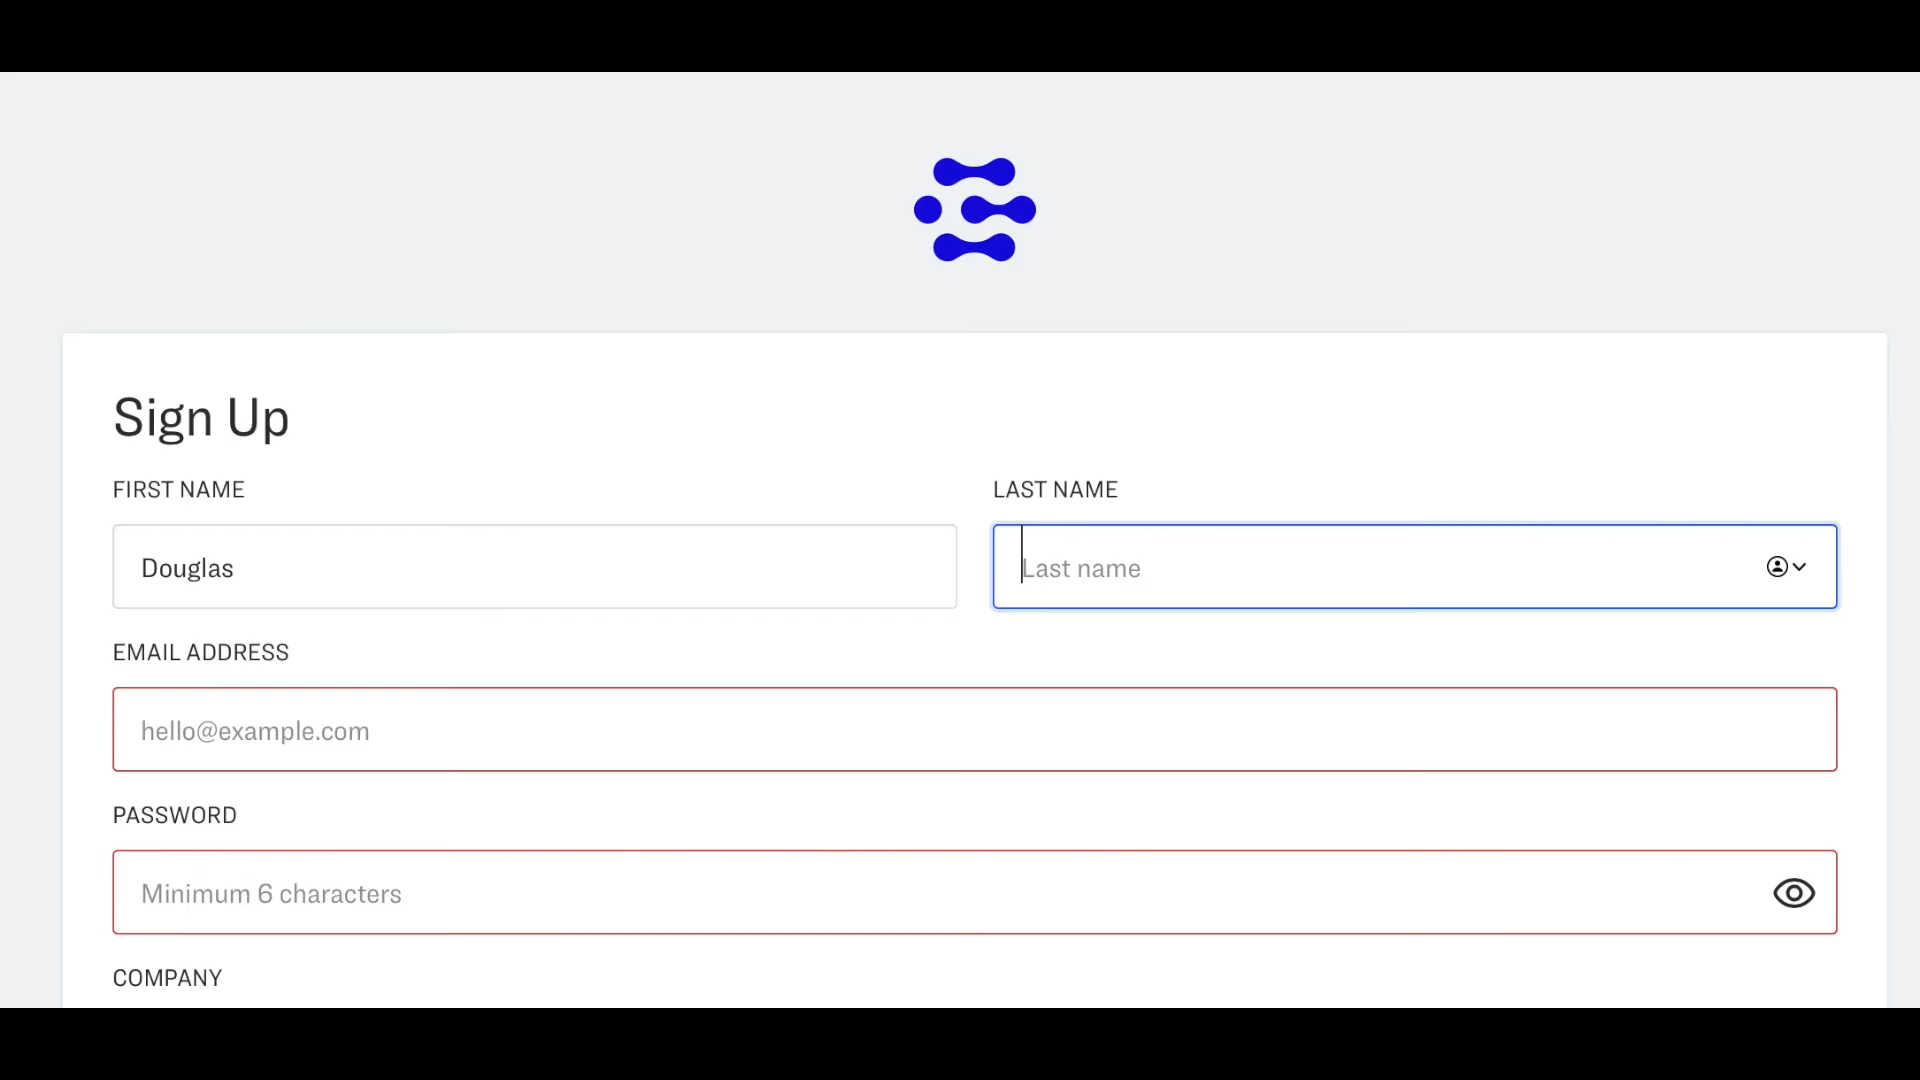 Sign Up
FIRST NAME
LAST NAME
Douglas
Last name
EMAIL ADDRESS
hello@example.com
PASSWORD
Minimum 6 characters
COMPANY